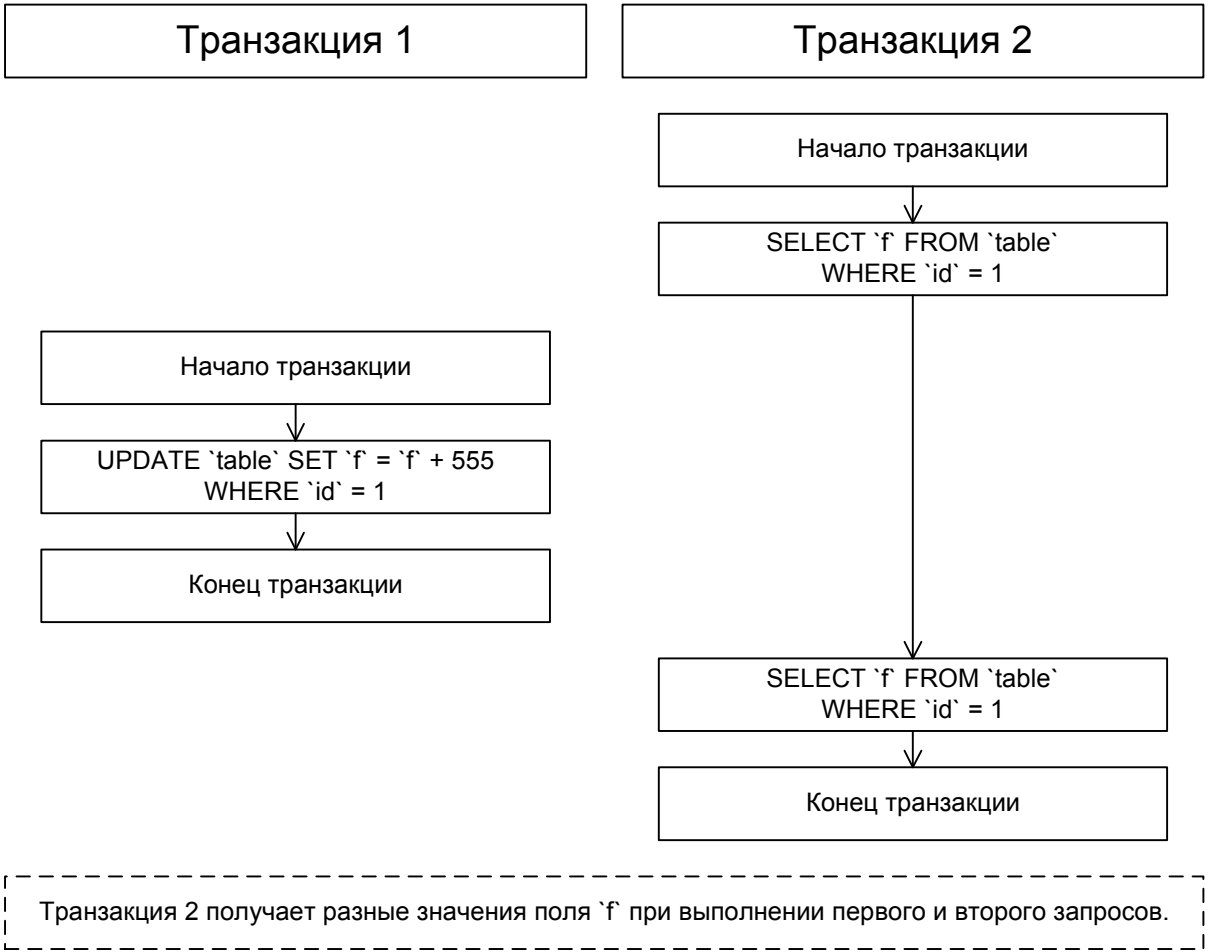 Транзакция 1
Транзакция 2
Начало транзакции
SELECT `f` FROM `table`
WHERE `id` = 1
Начало транзакции
UPDATE `table` SET `f` = `f` + 555
WHERE `id` = 1
Конец транзакции
SELECT `f` FROM `table`
WHERE `id` = 1
Конец транзакции
Транзакция 2 получает разные значения поля `f` при выполнении первого и второго запросов.